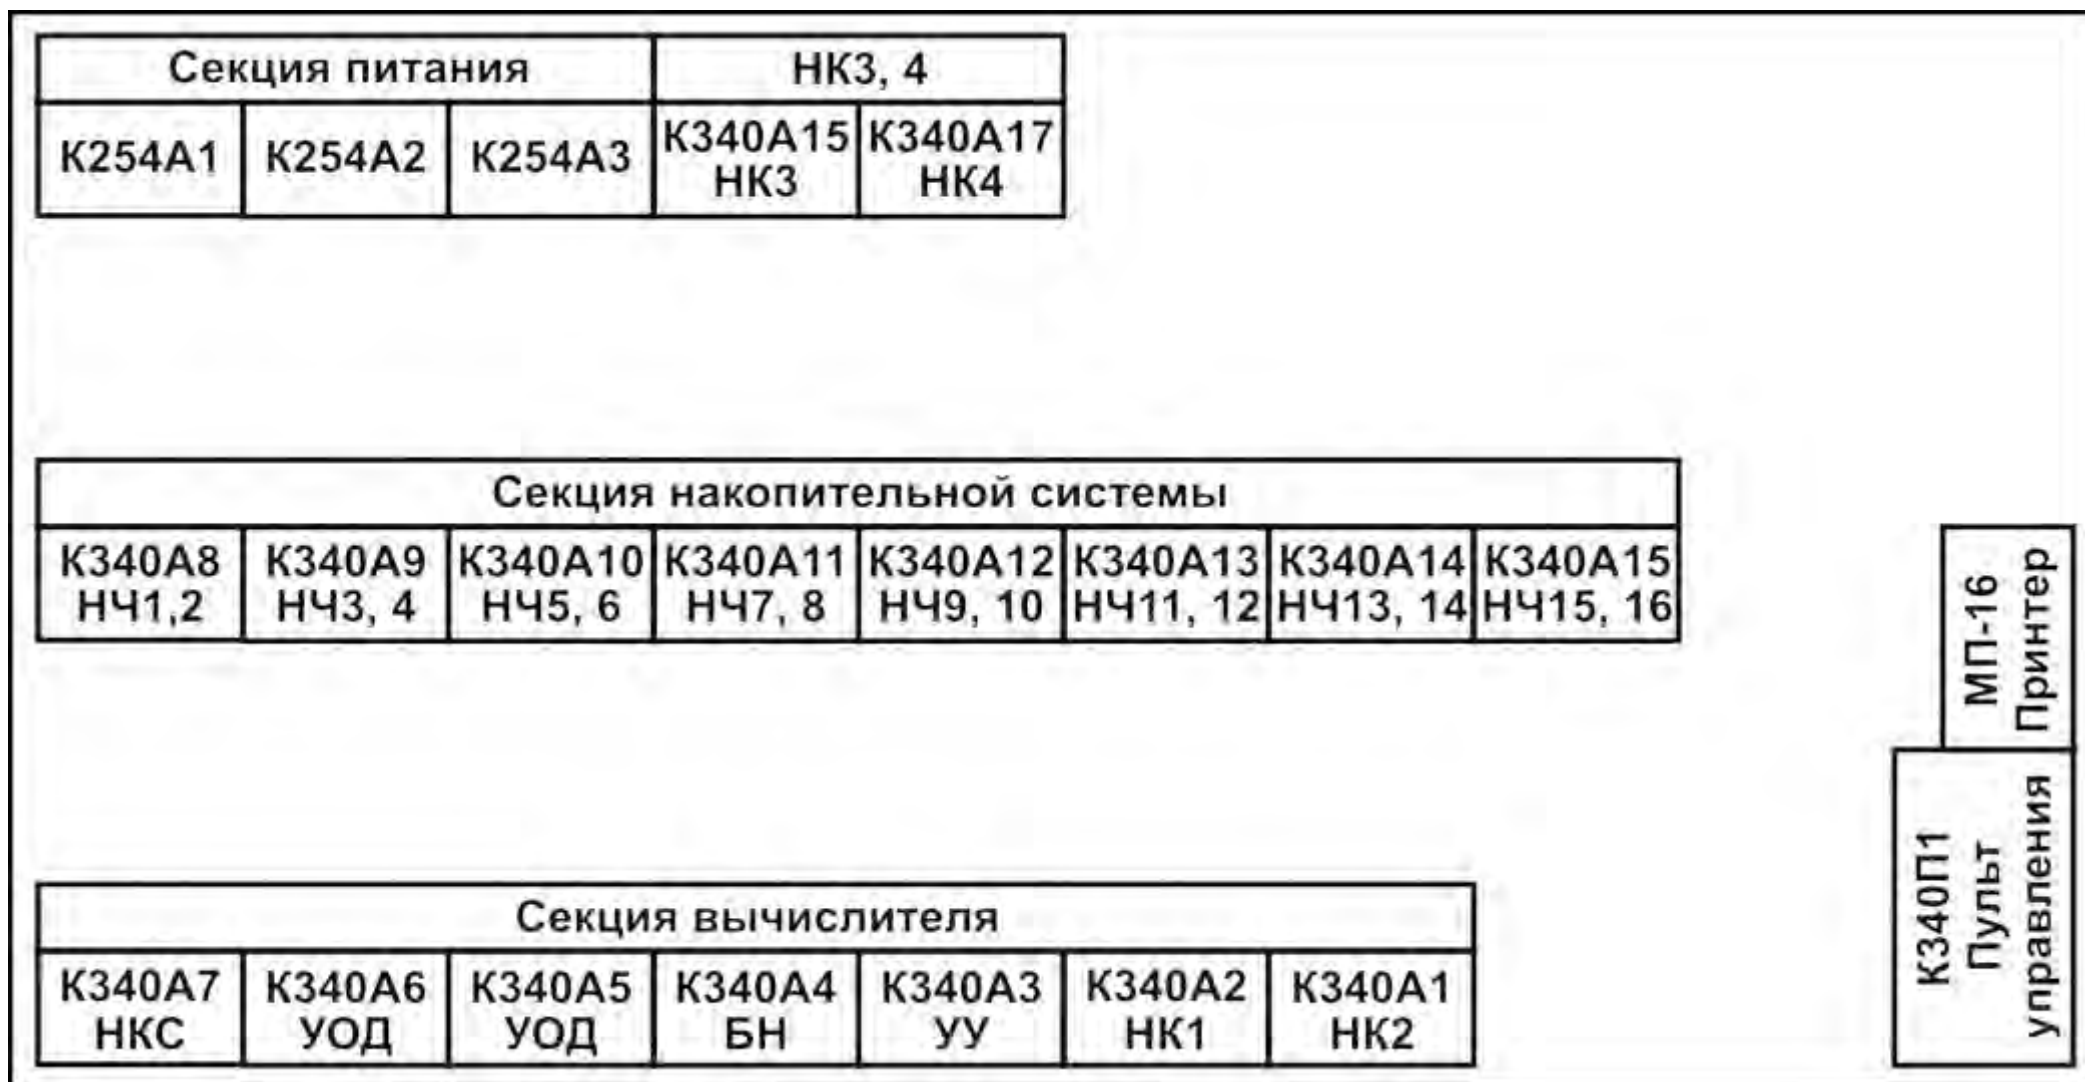 Секция питания
НК3, 4
К254А1
К254А2
К254А3
К340А15
НК3
К340А17
НК4
Секция накопительной системы
К340А8
НЧ1,2
К340А9
НЧ3, 4
К340А10
НЧ5, 6
К340А11
НЧ7, 8
К340А12
НЧ9, 10
К340А13
НЧ11, 12
К340А14
НЧ13, 14
К340А15
НЧ15, 16
МП-16
Принтер
К340П1
Пульт
управления
Секция вычислителя
К340А7
НКС
К340А6
УОД
К340А5
УОД
К340А4
БН
К340А3
УУ
К340А2
НК1
К340А1
НК2